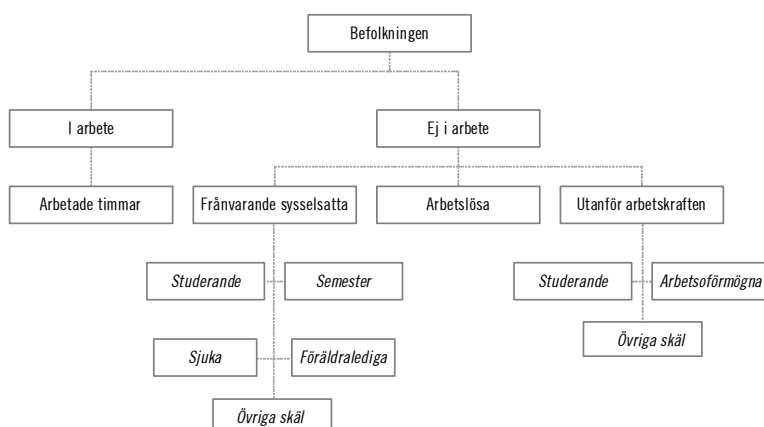 Befolkningen
I arbete
Ej i arbete
Arbetade timmar
Frånvarande sysselsatta
Arbetslösa
Utanför arbetskraften
Studerande
Semester
Studerande
Arbetsoförmögna
Övriga skäl
Sjuka
Föräldralediga
Övriga skäl